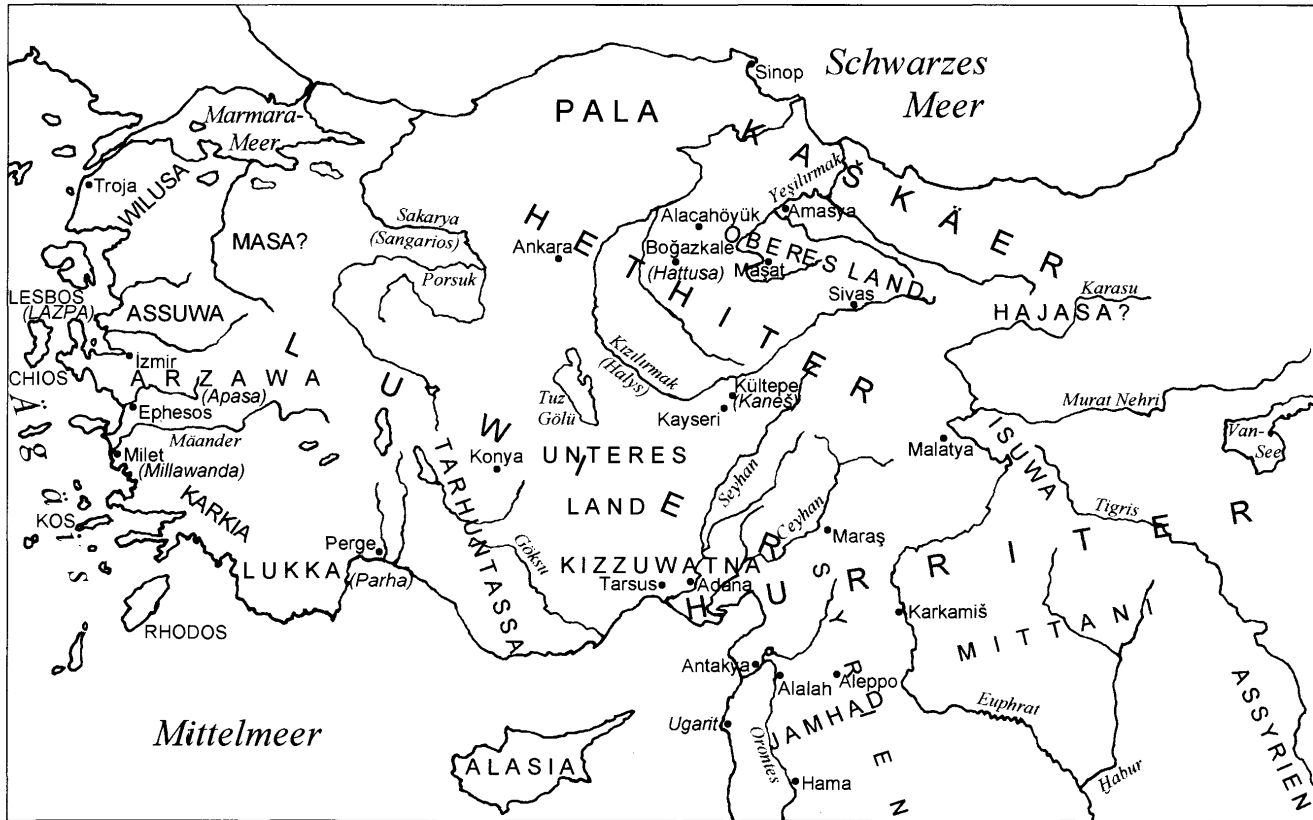 Schwarzes
Meer
Sinop
PALA
Marmara-
Meer
KASKÄER
Troja
WILUSA
Yeşilırmak
Alacahöyük
Amasya
Sakarya
(Sangarios)
MASA?
Ankara
HETHITER
Boğazkale
(Hattusa)
OBERES LAND
Maşat
Porsuk
Sivas
Karasu
HAJASA?
LESBOS
(LAZPA)
ASSUWA
İzmir
CHIOS
ARZAWA
(Apasa)
Ephesos
LUWIER
Kızılırmak
(Halys)
Tuz
Gölü
Kültepe
(Kaneš)
Kayseri
Murat Nehri
Van-
See
Mäander
Milet
(Millawanda)
Ägäis
Konya
UNTERES
LAND
Seyhan
Ceyhan
Malatya
ISUWA
Tigris
TARHUNTASSA
KARKIA
KOS
Perge
(Parha)
LUKKA
Göksu
KIZZUWATNA
Tarsus
Adana
Maraş
HURRITER
RHODOS
Karkamiš
MITTANI
SYRIEN
Antakya
Alalah
Aleppo
JAMHAD
Euphrat
ASSYRIEN
Ugarit
Orontes
Mittelmeer
ALASIA
Hama
Ḫabur